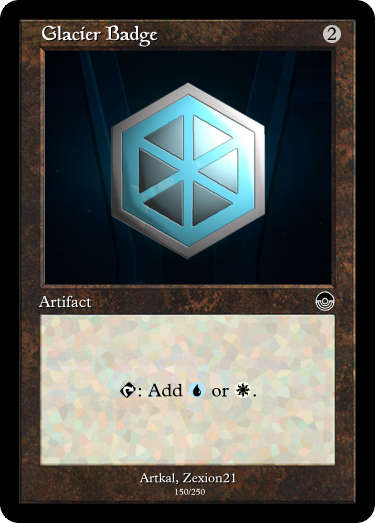 Glacier Badge 2
Artifact
: Add or .
Artkal, Zexion21
150/250